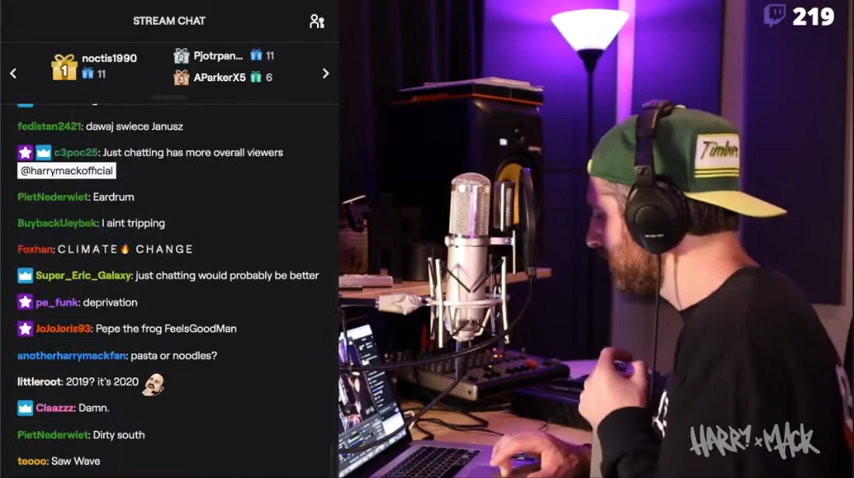 STREAM CHAT
219
1 noctis1990
11
2 Pjotrpan... 11
3 AParkerX5 6
fedistan2421: dawaj swiece Janusz
c3poc25: Just chatting has more overall viewers
@harrymackofficial
PietNederwiet: Eardrum
BuybackUeybek: I aint tripping
Foxhan: C L I M A T E C H A N G E
Super_Eric_Galaxy: just chatting would probably be better
pe_funk: deprivation
JoJoJoris93: Pepe the frog FeelsGoodMan
anotherharrymackfan: pasta or noodles?
littleroot: 2019? it's 2020
Claazzz: Damn.
PietNederwiet: Dirty south
teooo: Saw Wave
HARRY x MACK